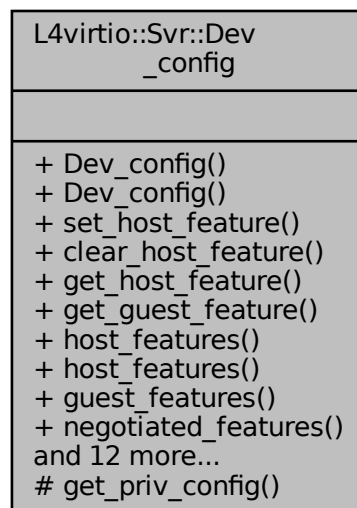 L4virtio::Svr::Dev
_config
+ Dev_config()
+ Dev_config()
+ set_host_feature()
+ clear_host_feature()
+ get_host_feature()
+ get_guest_feature()
+ host_features()
+ host_features()
+ guest_features()
+ negotiated_features()
and 12 more...
# get_priv_config()